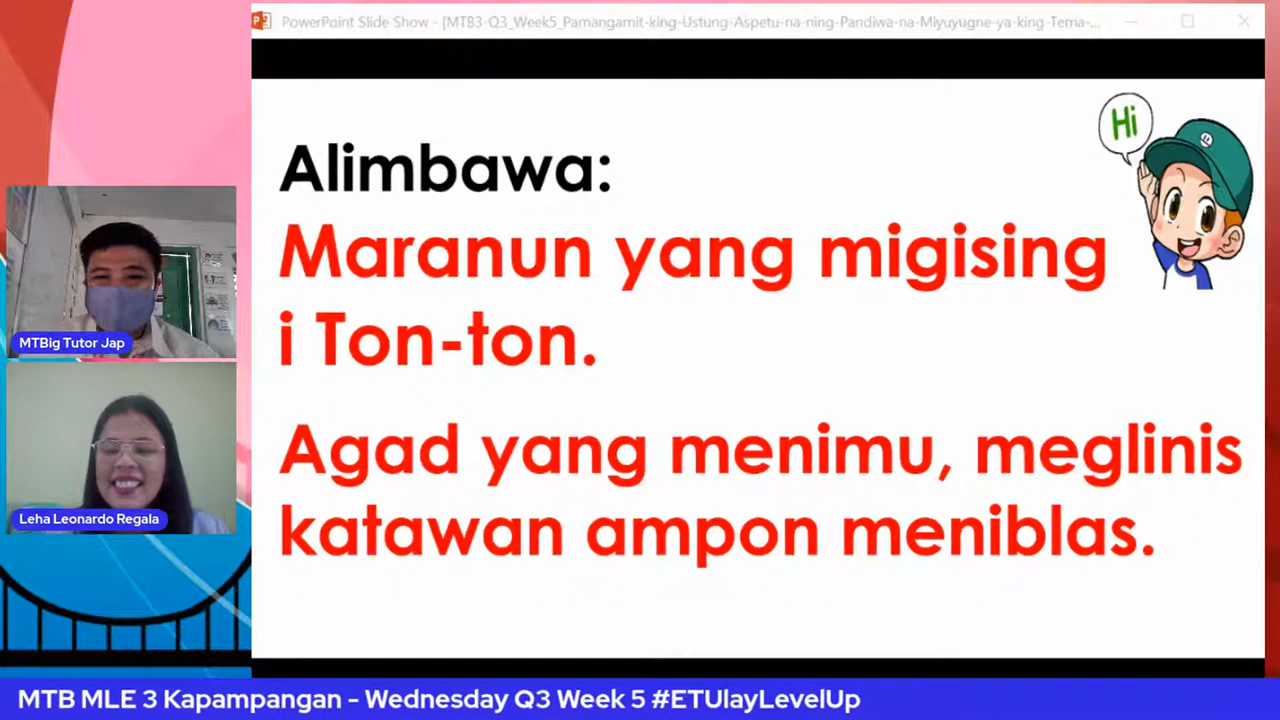 PowerPoint Slide Show - [MTB3-Q3_Week5_Pamangamit-king-Ustung-Aspetu-na-ning-Pandiwa-na-Miyuyugne-ya-king-Tema-...
Hi
Alimbawa:
Maranun yang migising
i Ton-ton.
Agad yang menimu, meglinis
katawan ampon meniblas.
MTBig Tutor Jap
Leha Leonardo Regala
MTB MLE 3 Kapampangan - Wednesday Q3 Week 5 #ETUlayLevelUp